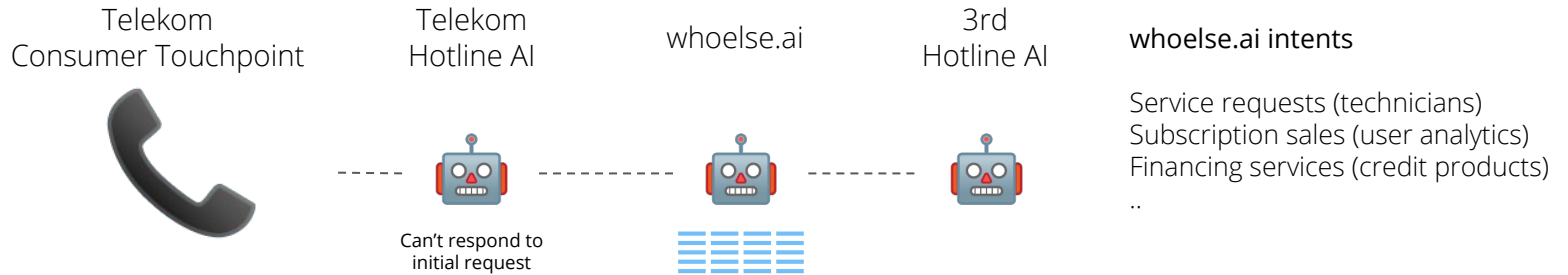 Telekom
Consumer Touchpoint
Telekom
Hotline AI
whoelse.ai
3rd
Hotline AI
Can't respond to
initial request
whoelse.ai intents
Service requests (technicians)
Subscription sales (user analytics)
Financing services (credit products)
..